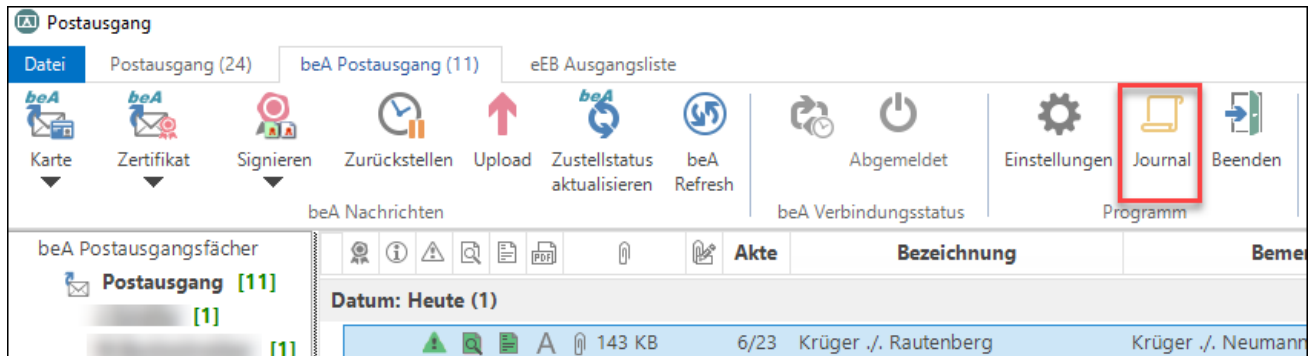 Postausgang
Datei Postausgang (24) beA Postausgang (11) eEB Ausgangsliste
beA beA beA
Karte Zertifikat Signieren Zurückstellen Upload Zustellstatus beA Abgemeldet Einstellungen Journal Beenden
aktualisieren Refresh
beA Nachrichten beA Verbindungsstatus Programm
beA Postausgangsfächer PDF Akte Bezeichnung Bemer
Postausgang [11]
Datum: Heute (1)
[1]
A 143 KB 6/23 Krüger ./. Rautenberg Krüger ./. Neumann
[1]